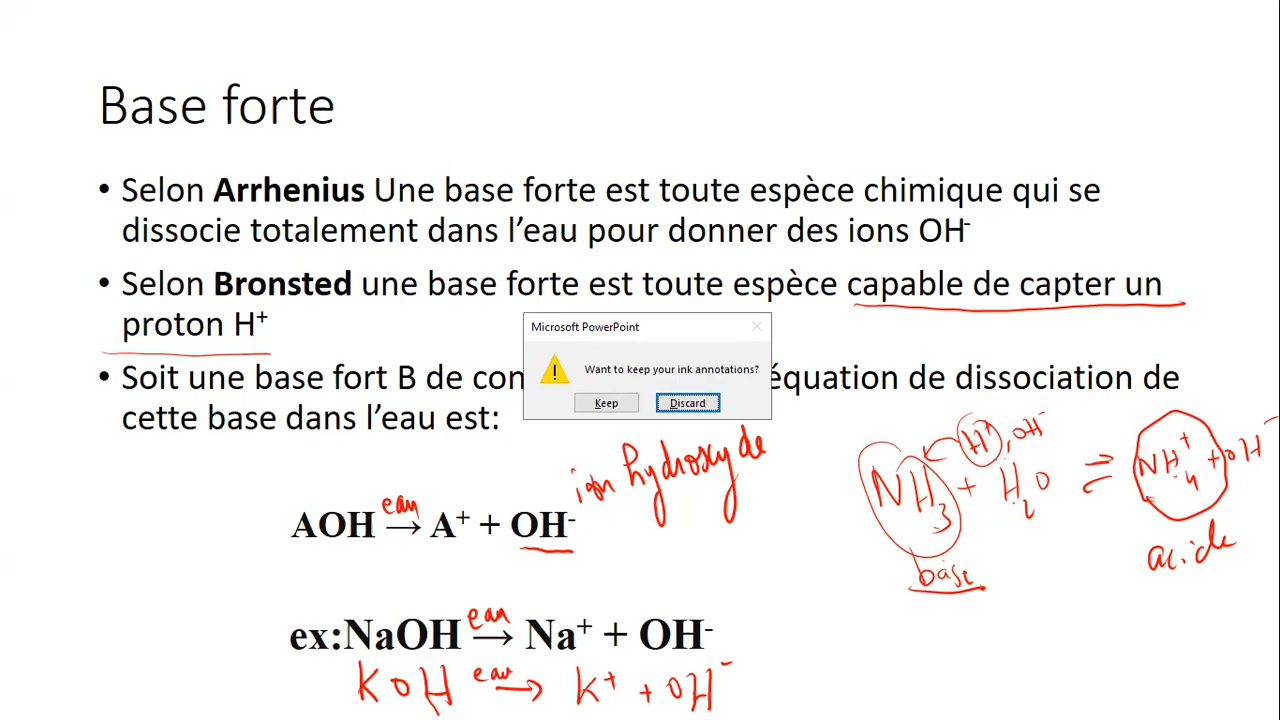 Base forte
• Selon Arrhenius Une base forte est toute espèce chimique qui se
dissocie totalement dans l’eau pour donner des ions OH-
• Selon Bronsted une base forte est toute espèce capable de capter un
proton H+
Microsoft PowerPoint
Want to keep your ink annotations?
Keep Discard
• Soit une base fort B de con équation de dissociation de
cette base dans l’eau est:
ion hydroxyde
H+, OH-
NH3 + H2O ⇌ NH4+ + OH-
base
acide
eau
AOH → A+ + OH-
eau
ex:NaOH → Na+ + OH-
eau
KOH → K+ + OH-